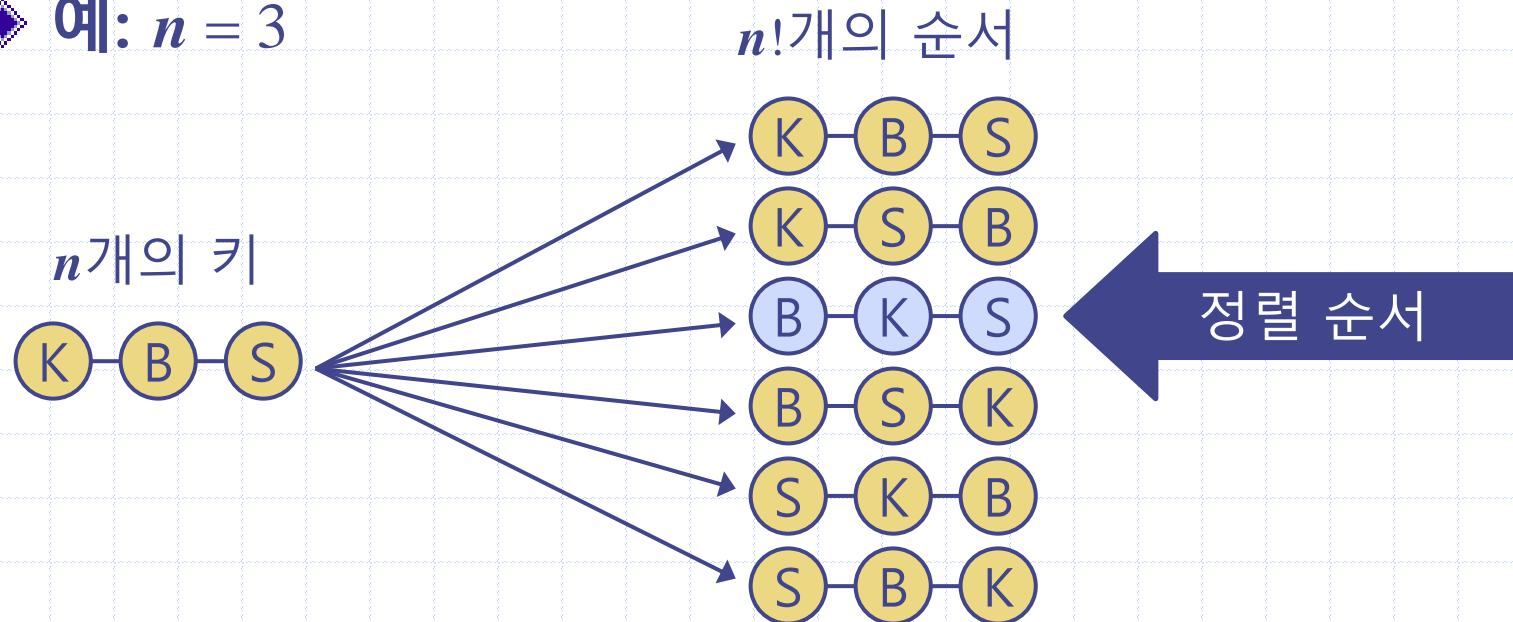 예: n = 3
n!개의 순서
n개의 키
K B S
K B S
K S B
B K S
정렬 순서
B S K
S K B
S B K